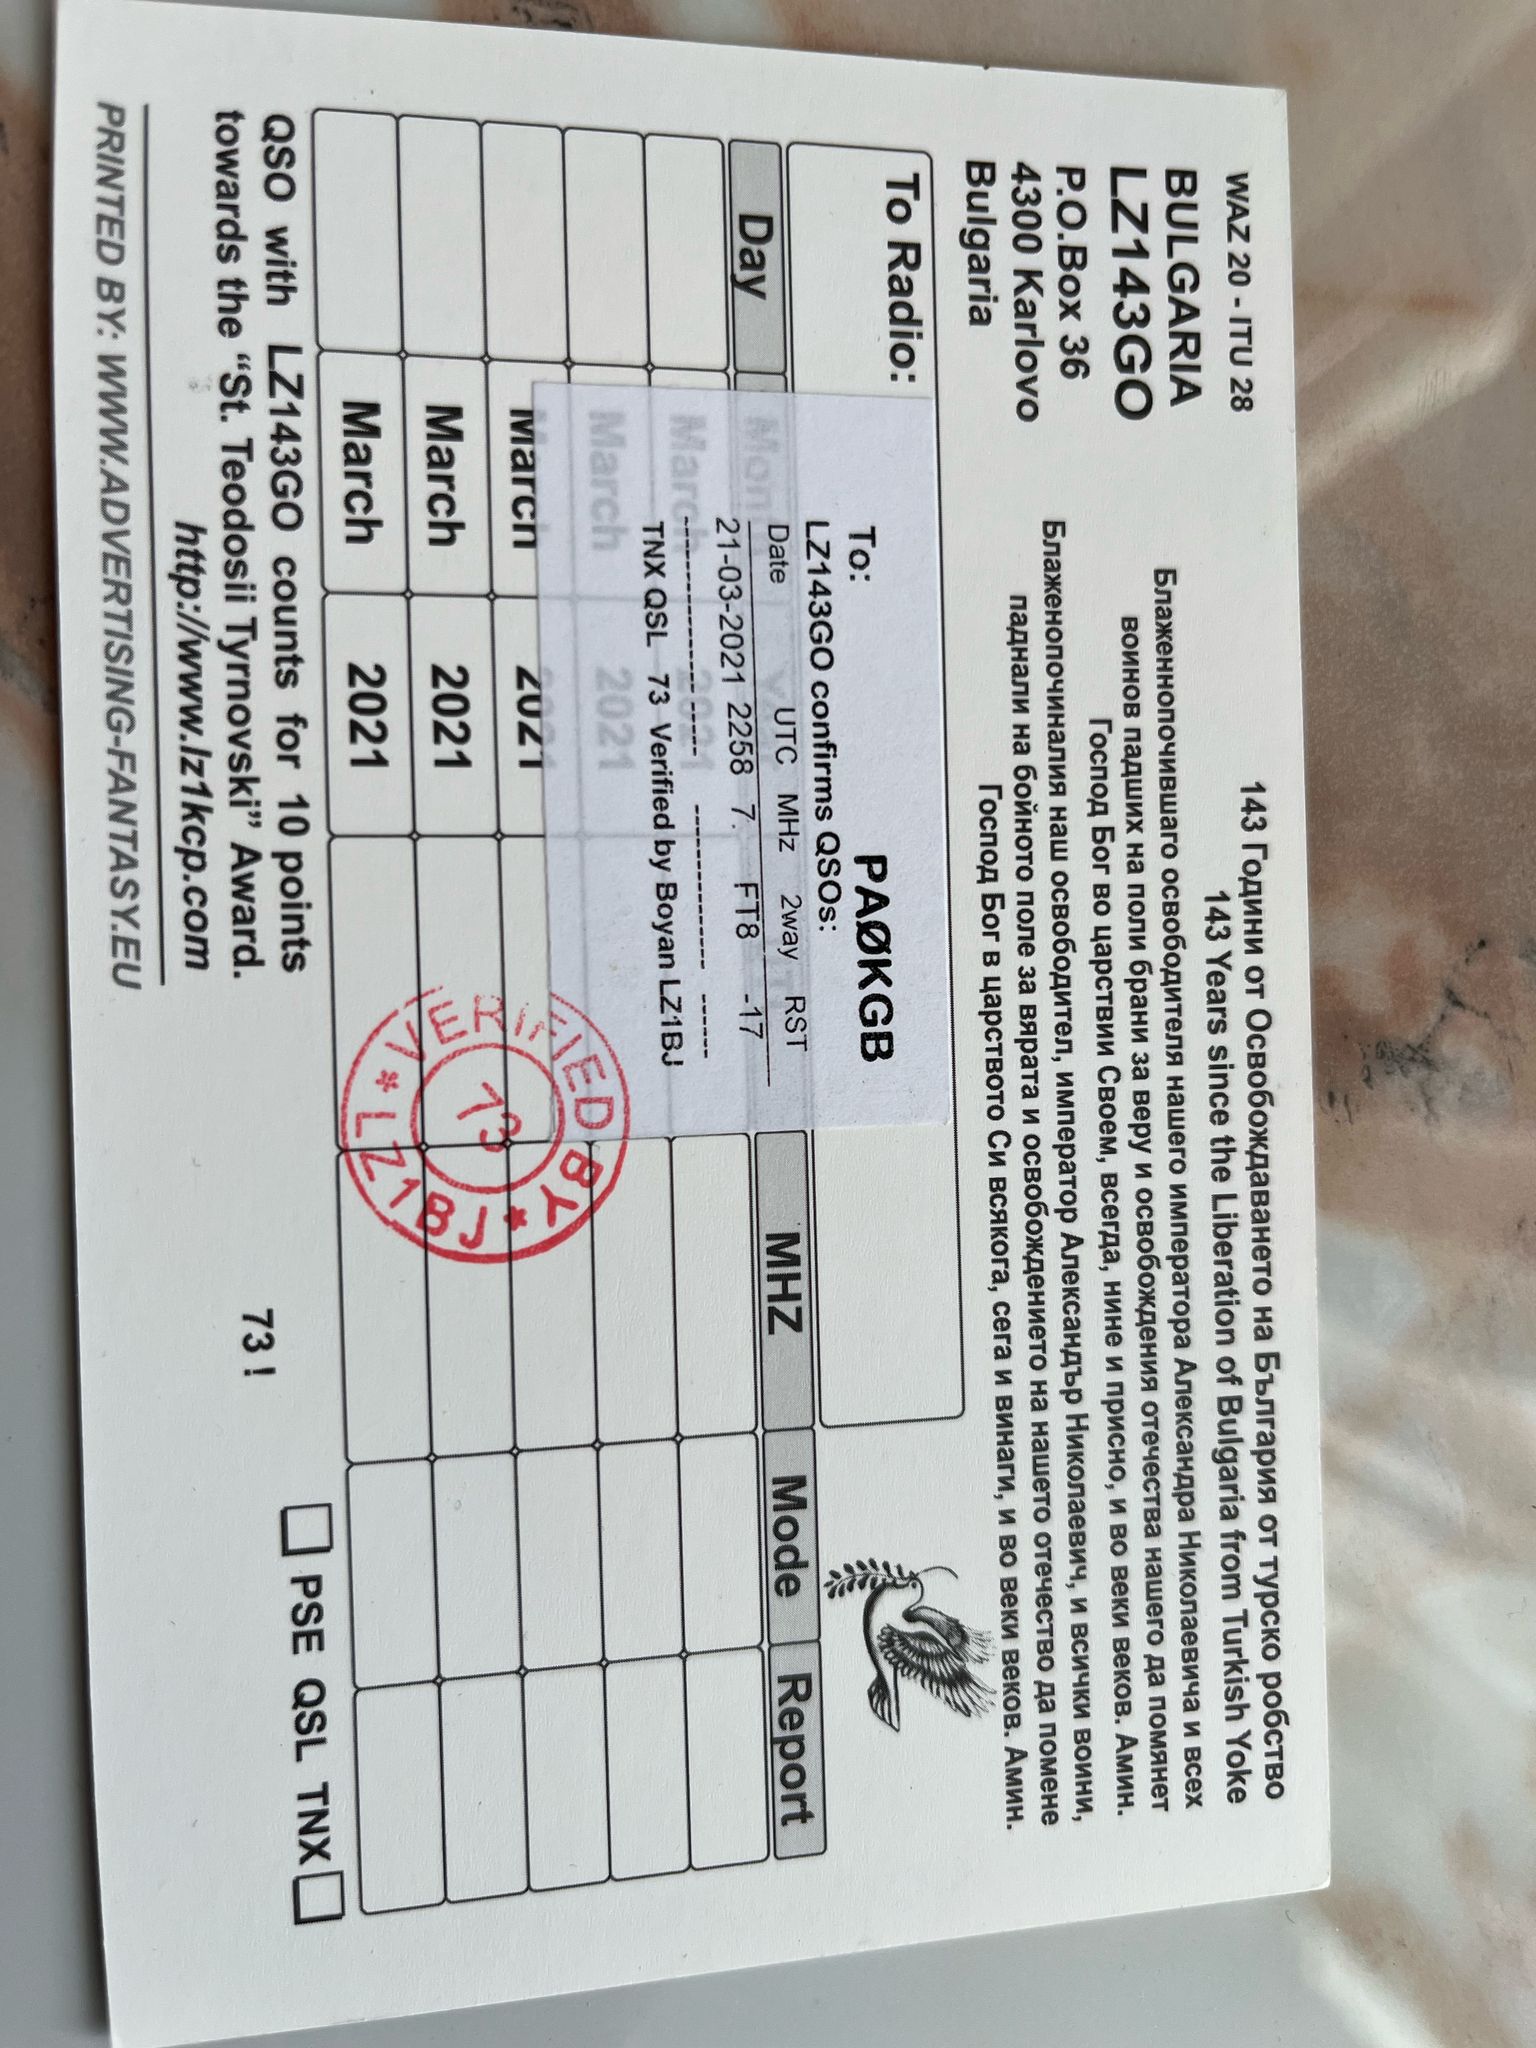 WAZ 20 - ITU 28
BULGARIA
LZ143GO
P.O.Box 36
4300 Karlovo
Bulgaria
143 Години от Освобождаването на България от турско робство
143 Years since the Liberation of Bulgaria from Turkish Yoke
Блаженнопочившаго освободителя нашего императора Александра Николаевича и всех
воинов падших на поли брани за веру и освобождения отечества нашего да помянет
Господ Бог во царствии Своем, всегда, нине и присно, и во веки веков. Амин.
Блаженопочиналия наш освободител, император Александър Николаевич, и всички воини,
паднали на бойното поле за вярата и освобождението на нашето отечество да помене
Господ Бог в царството Си всякога, сега и винаги, и во веки веков. Амин.
To Radio:
To: PAØKGB
LZ143GO confirms QSOs:
Date UTC MHz 2way RST
21-03-2021 2258 7. FT8 -17
------------------ ----- ------------ ------
TNX QSL 73 Verified by Boyan LZ1BJ
Day MHZ Mode Report
March 2021
March 2021
March 2021
March 2021
March 2021
VERIFIED BY * LZ1BJ *
73
QSO with LZ143GO counts for 10 points
towards the “St. Teodosii Tyrnovski” Award.
http://www.lz1kcp.com
73 !
PSE QSL TNX
PRINTED BY: WWW.ADVERTISING-FANTASY.EU